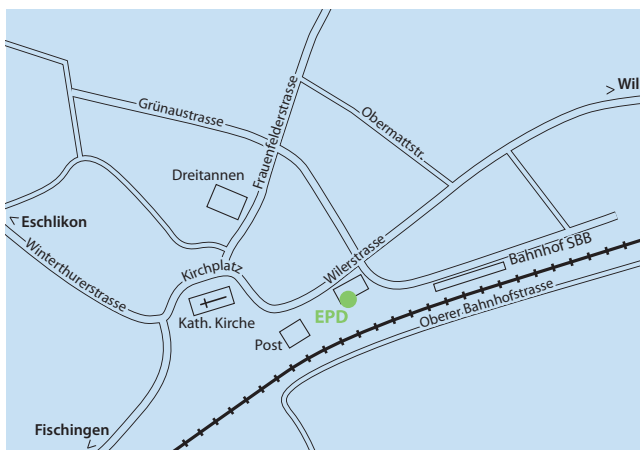 Wil
Grünaustrasse
Frauenfelderstrasse
Obermattstr.
Dreitannen
Eschlikon
Winterthurerstrasse
Kirchplatz
Wilerstrasse
Bahnhof SBB
Kath. Kirche
EPD
Oberer Bahnhofstrasse
Post
Fischingen